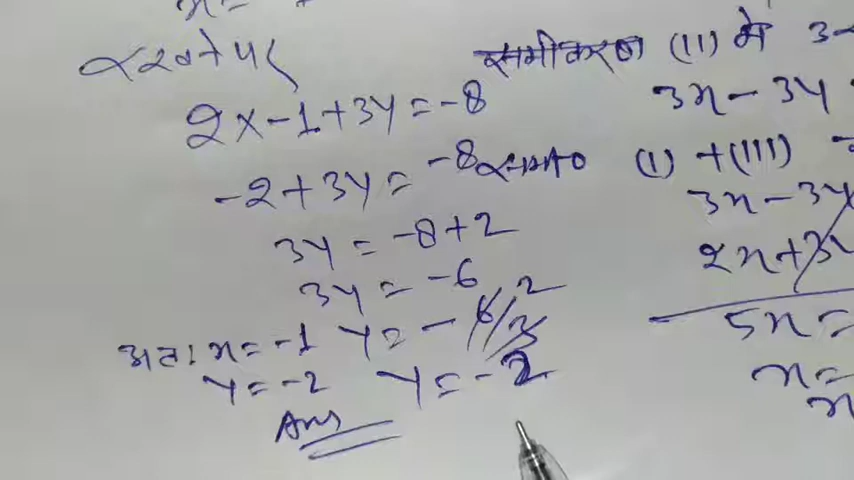 रखने पर
2x-1+3y=-8
-2+3y=-8
3y=-8+2
3y=-6
y=-6/3 2
अतः x=-1
y=-2
y=-2
Ans
समीकरण (II) में
3x-3y
(I)+(III)
3x-3y
2x+3y
5x=
x=